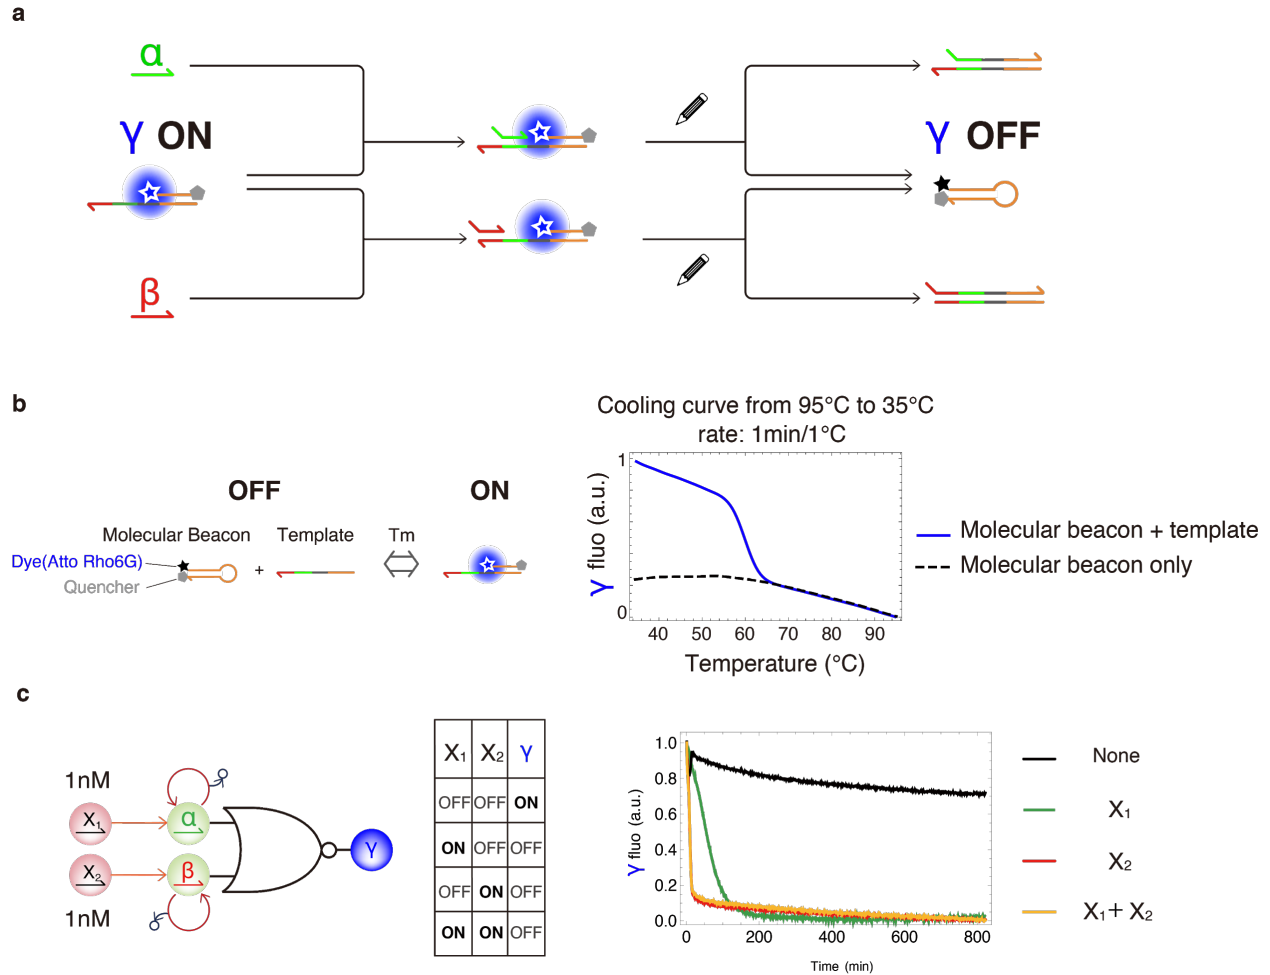 a
α
γ ON
γ OFF
β
b
Cooling curve from 95°C to 35°C
rate: 1min/1°C
OFF
ON
Molecular Beacon
Template
Tm
Dye(Atto Rho6G)
+
Quencher
γ fluo (a.u.)
1
0
40 50 60 70 80 90
Temperature (°C)
Molecular beacon + template
Molecular beacon only
c
1nM
X1
α
X2
β
1nM
γ
X1 X2 γ
OFF OFF ON
ON OFF OFF
OFF ON OFF
ON ON OFF
γ fluo (a.u.)
1.0
0.8
0.6
0.4
0.2
0.0
0 200 400 600 800
Time (min)
None
X1
X2
X1+ X2